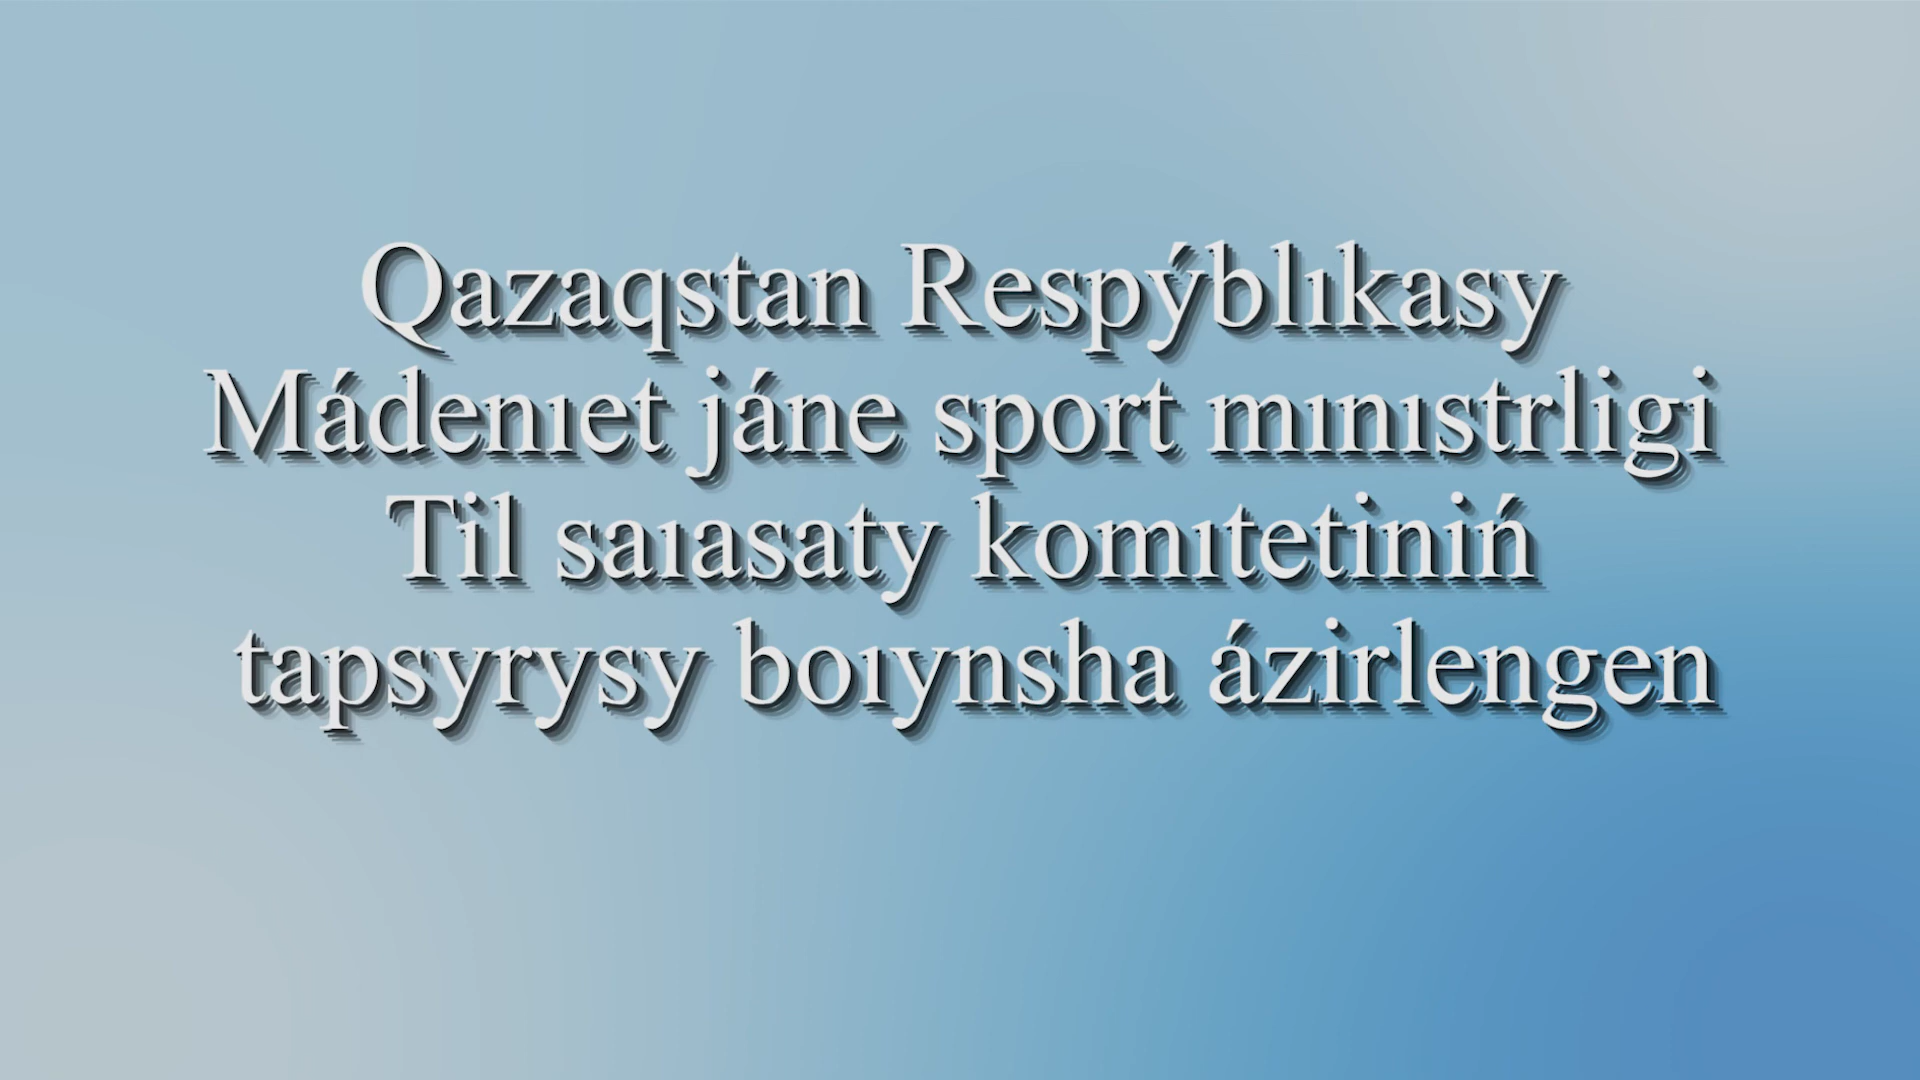 Qazaqstan Respýblıkasy
Mádenıet jáne sport mınıstrligi
Til saıasaty komıtetiniń
tapsyrysy boıynsha ázirlengen